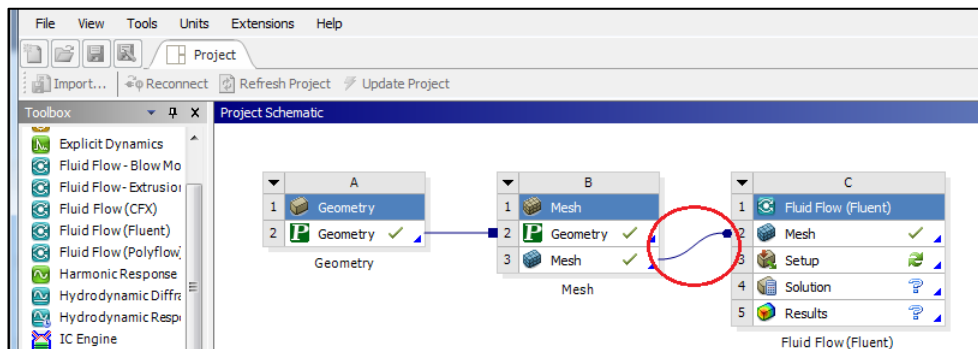 File View Tools Units Extensions Help
Project
Import... Reconnect Refresh Project Update Project
Toolbox
Project Schematic
Explicit Dynamics
Fluid Flow - Blow Mo
Fluid Flow - Extrusion
Fluid Flow (CFX)
Fluid Flow (Fluent)
Fluid Flow (Polyflow)
Harmonic Response
Hydrodynamic Diffra
Hydrodynamic Resp
IC Engine
A
1 Geometry
2 Geometry
Geometry
B
1 Mesh
2 Geometry
3 Mesh
Mesh
C
1 Fluid Flow (Fluent)
2 Mesh
3 Setup
4 Solution
5 Results
Fluid Flow (Fluent)